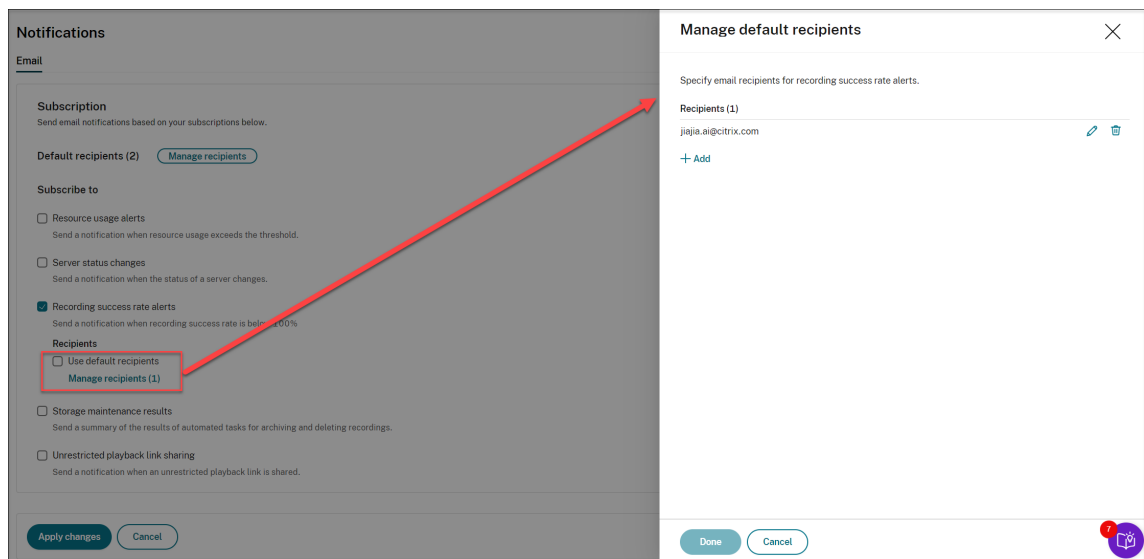 Notifications
Email
Subscription
Send email notifications based on your subscriptions below.
Default recipients (2) Manage recipients
Subscribe to
Resource usage alerts
Send a notification when resource usage exceeds the threshold.
Server status changes
Send a notification when the status of a server changes.
Recording success rate alerts
Send a notification when recording success rate is below 100%
Recipients
Use default recipients
Manage recipients (1)
Storage maintenance results
Send a summary of the results of automated tasks for archiving and deleting recordings.
Unrestricted playback link sharing
Send a notification when an unrestricted playback link is shared.
Apply changes Cancel
Manage default recipients
Specify email recipients for recording success rate alerts.
Recipients (1)
jiajia.ai@citrix.com
+ Add
Done Cancel
7